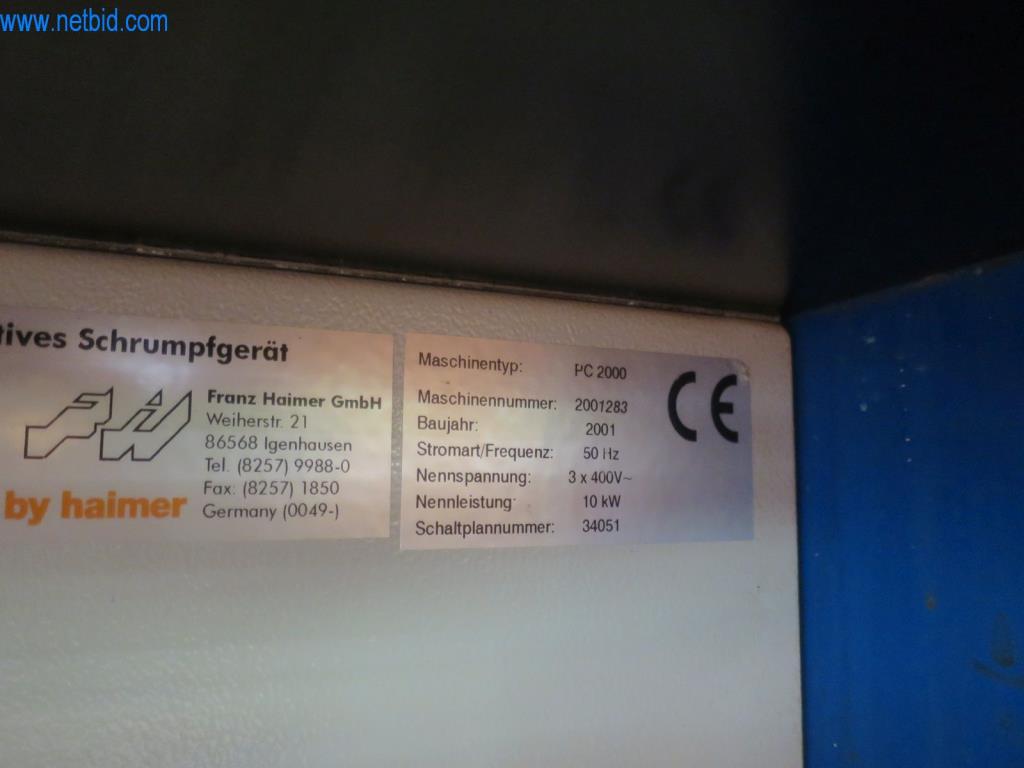 www.netbid.com
tives Schrumpfgerät
Franz Haimer GmbH
Weiherstr. 21
86568 Igenhausen
Tel. (8257) 9988-0
Fax: (8257) 1850
Germany (0049-)
by haimer
Maschinentyp: PC 2000
Maschinennummer: 2001283
Baujahr: 2001
Stromart/Frequenz: 50 Hz
Nennspannung: 3 x 400V~
Nennleistung: 10 kW
Schaltplannummer: 34051
CE